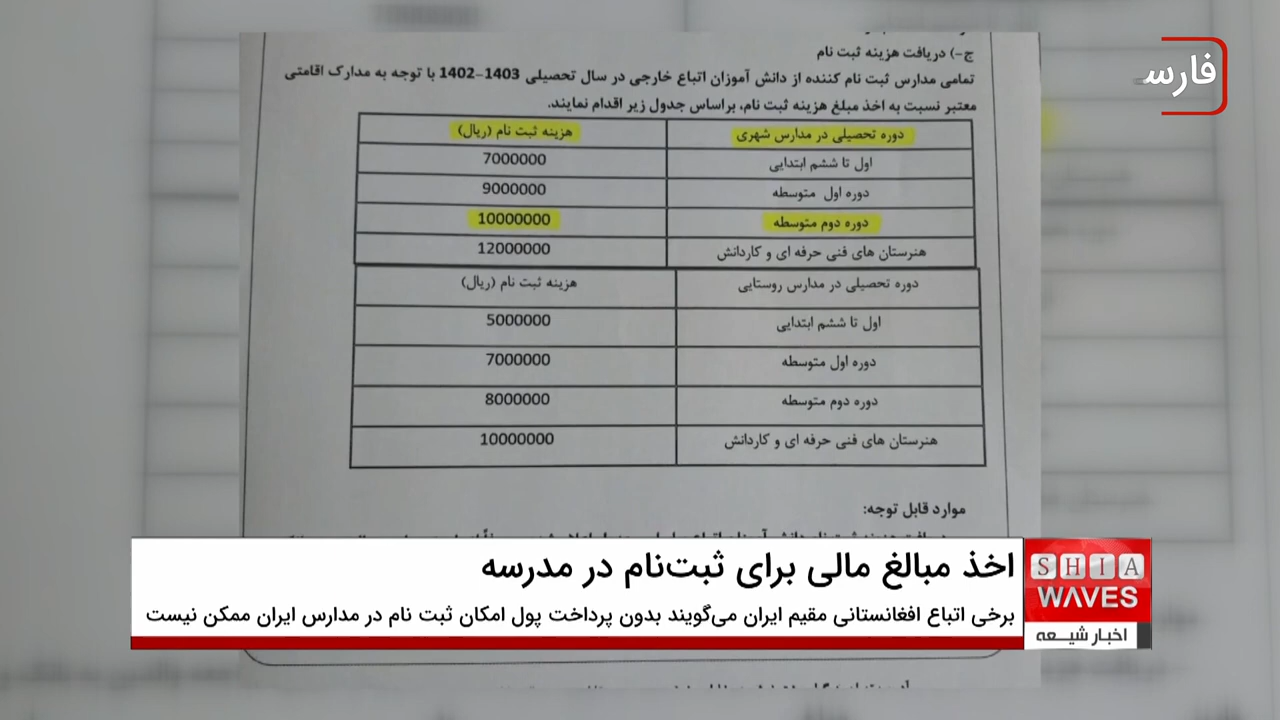 فارسی
ج-) دریافت هزینه ثبت نام
تمامی مدارس ثبت نام کننده از دانش آموزان اتباع خارجی در سال تحصیلی 1403-1402 با توجه به مدارک اقامتی
معتبر نسبت به اخذ مبلغ هزینه ثبت نام، براساس جدول زیر اقدام نمایند.
دوره تحصیلی در مدارس شهری هزینه ثبت نام (ریال)
اول تا ششم ابتدایی 7000000
دوره اول متوسطه 9000000
دوره دوم متوسطه 10000000
هنرستان های فنی حرفه ای و کاردانش 12000000
دوره تحصیلی در مدارس روستایی هزینه ثبت نام (ریال)
اول تا ششم ابتدایی 5000000
دوره اول متوسطه 7000000
دوره دوم متوسطه 8000000
هنرستان های فنی حرفه ای و کاردانش 10000000
موارد قابل توجه:
اخذ مبالغ مالی برای ثبت‌نام در مدرسه
برخی اتباع افغانستانی مقیم ایران می‌گویند بدون پرداخت پول امکان ثبت نام در مدارس ایران ممکن نیست
SHIA
WAVES
اخبار شیعه